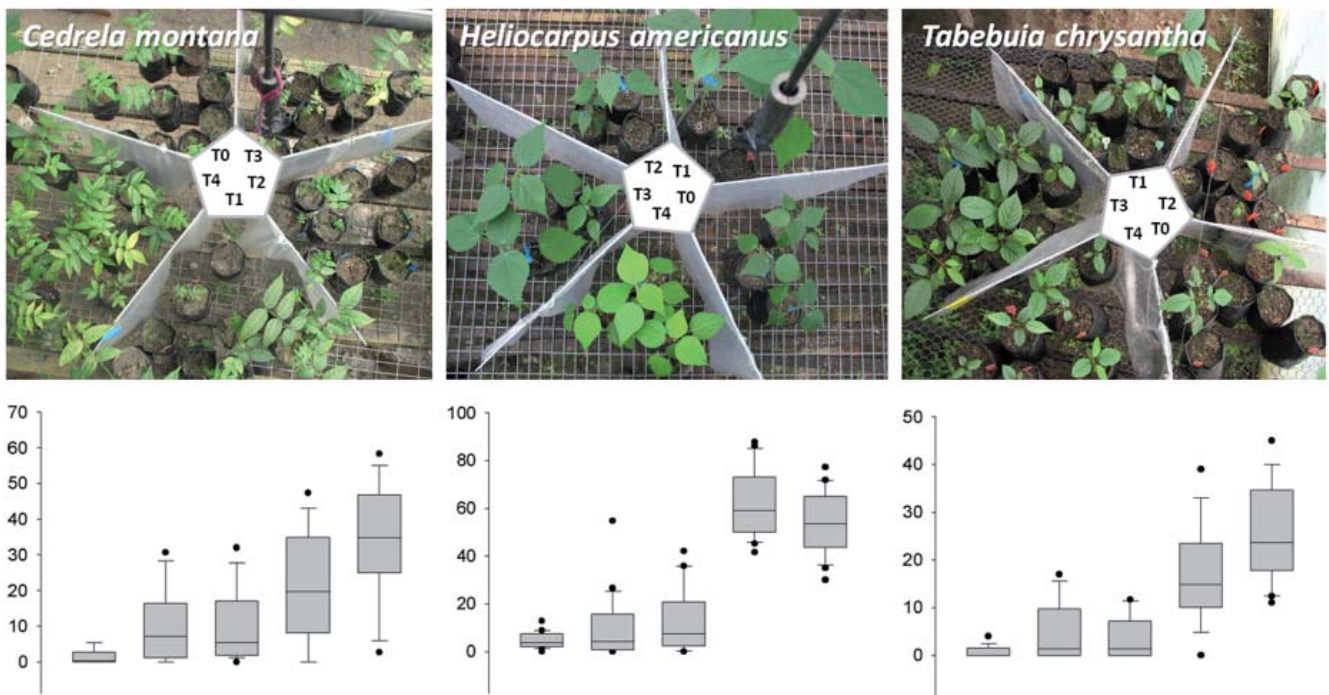 Cedrela montana
T0 T3
T4 T2
T1
Heliocarpus americanus
T2 T1
T3 T0
T4
Tabebuia chrysantha
T1
T3 T2
T4 T0
70
60
50
40
30
20
10
0
100
80
60
40
20
0
50
40
30
20
10
0